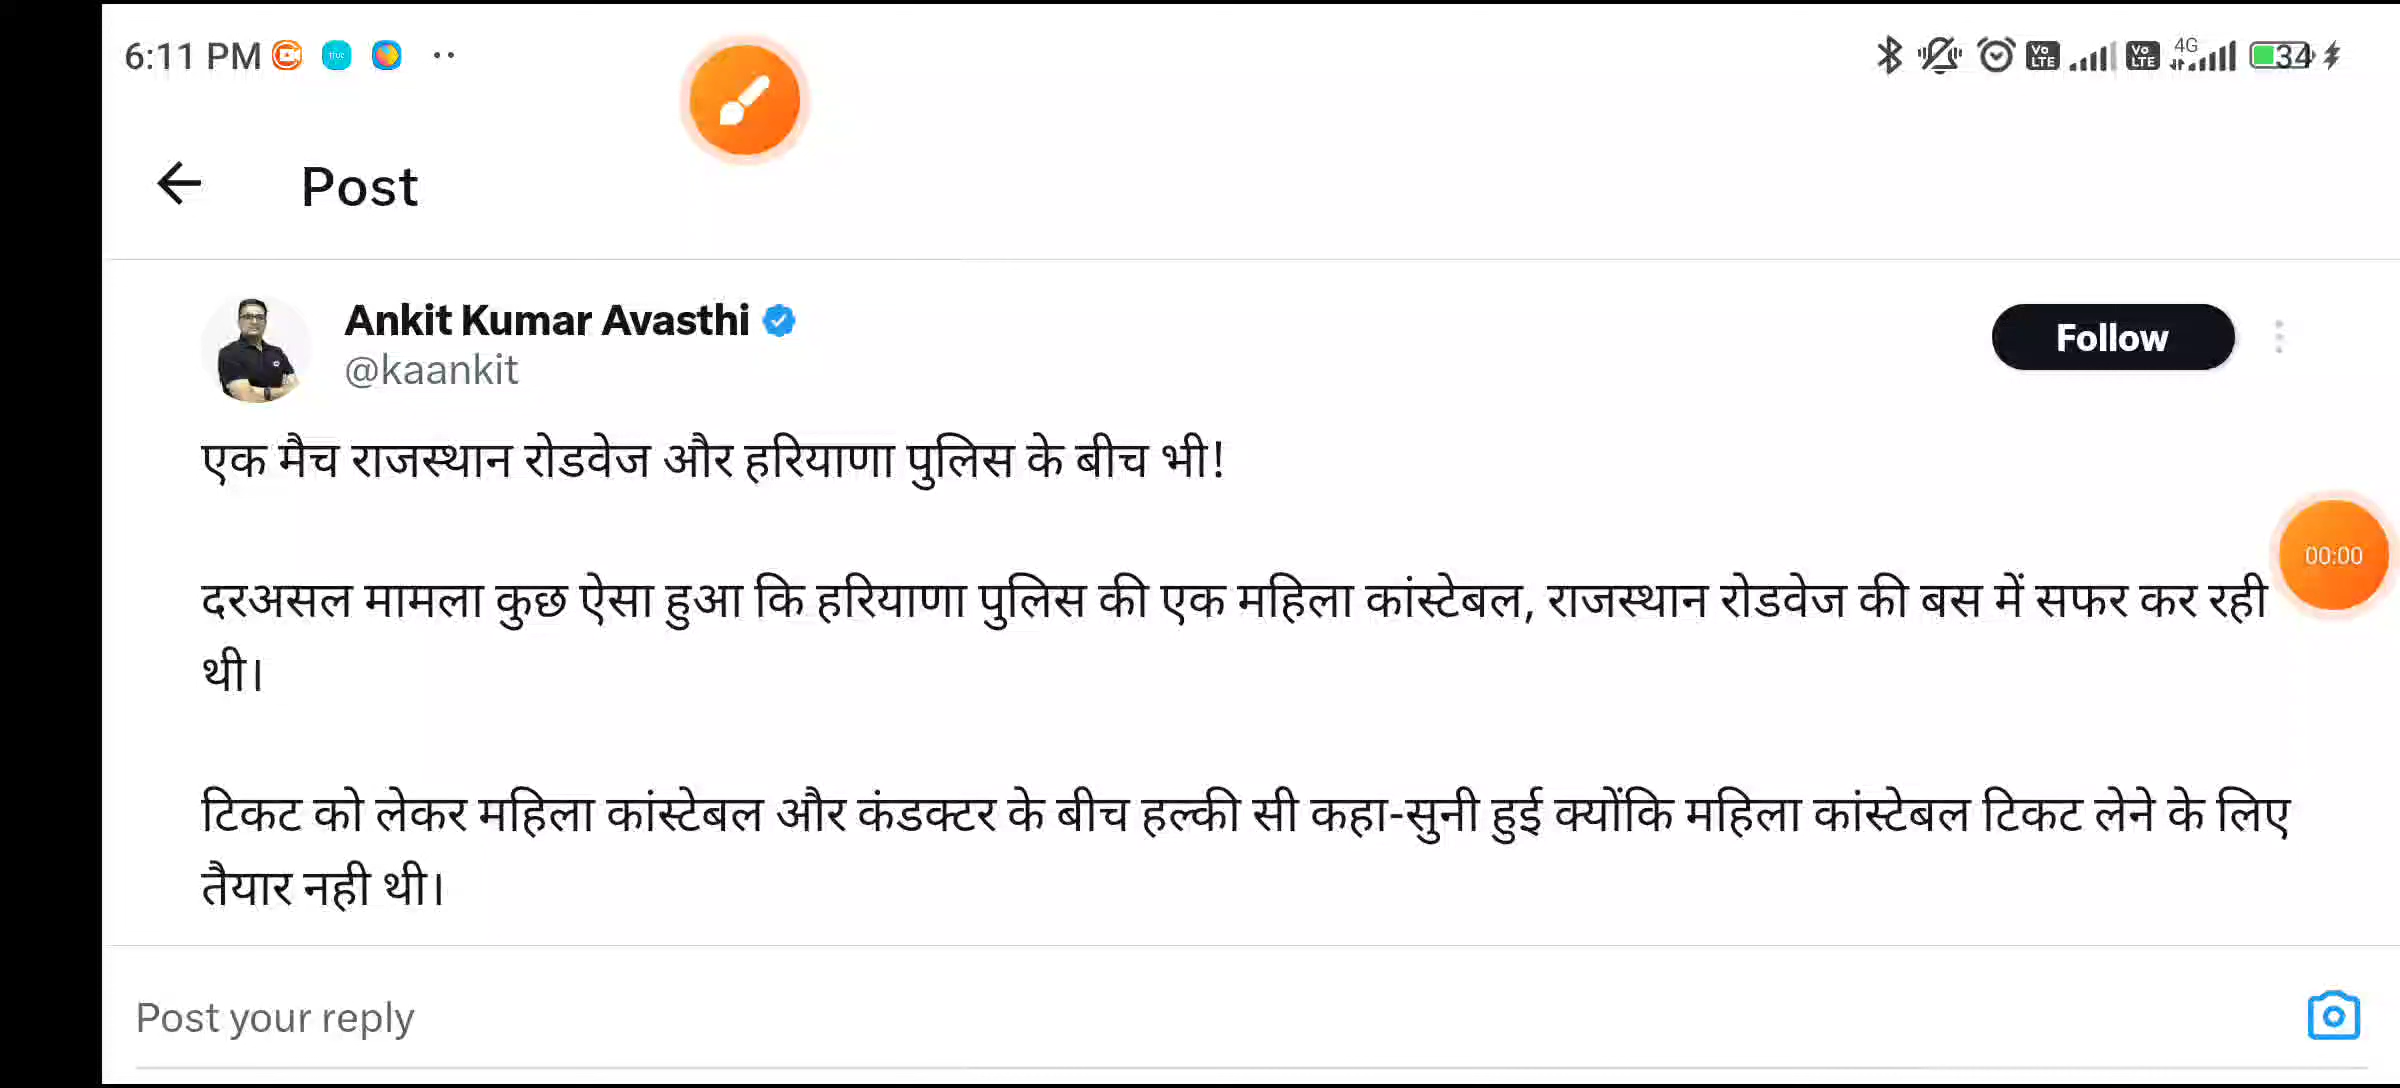 6:11 PM
4G
34
Post
Ankit Kumar Avasthi
@kaankit
Follow
एक मैच राजस्थान रोडवेज और हरियाणा पुलिस के बीच भी!
00:00
दरअसल मामला कुछ ऐसा हुआ कि हरियाणा पुलिस की एक महिला कांस्टेबल, राजस्थान रोडवेज की बस में सफर कर रही
थी।
टिकट को लेकर महिला कांस्टेबल और कंडक्टर के बीच हल्की सी कहा-सुनी हुई क्योंकि महिला कांस्टेबल टिकट लेने के लिए
तैयार नही थी।
Post your reply